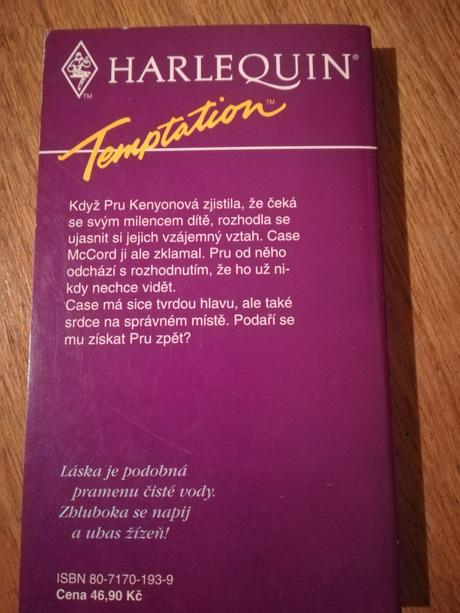 HARLEQUIN®
Temptation™
™
Když Pru Kenyonová zjistila, že čeká
se svým milencem dítě, rozhodla se
ujasnit si jejich vzájemný vztah. Case
McCord ji ale zklamal. Pru od něho
odchází s rozhodnutím, že ho už ni-
kdy nechce vidět.
Case má sice tvrdou hlavu, ale také
srdce na správném místě. Podaří se
mu získat Pru zpět?
Láska je podobná
pramenu čisté vody.
Zhluboka se napij
a uhas žízeň!
ISBN 80-7170-193-9
Cena 46,90 Kč